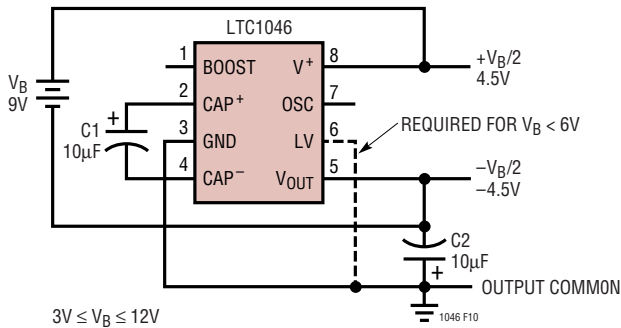 LTC1046
1
BOOST
V+
8
+VB/2
4.5V
VB
9V
2
CAP+
OSC
7
C1
10µF
+
3
GND
LV
6
REQUIRED FOR VB < 6V
4
CAP–
VOUT
5
–VB/2
–4.5V
C2
10µF
+
OUTPUT COMMON
3V ≤ VB ≤ 12V
1046 F10